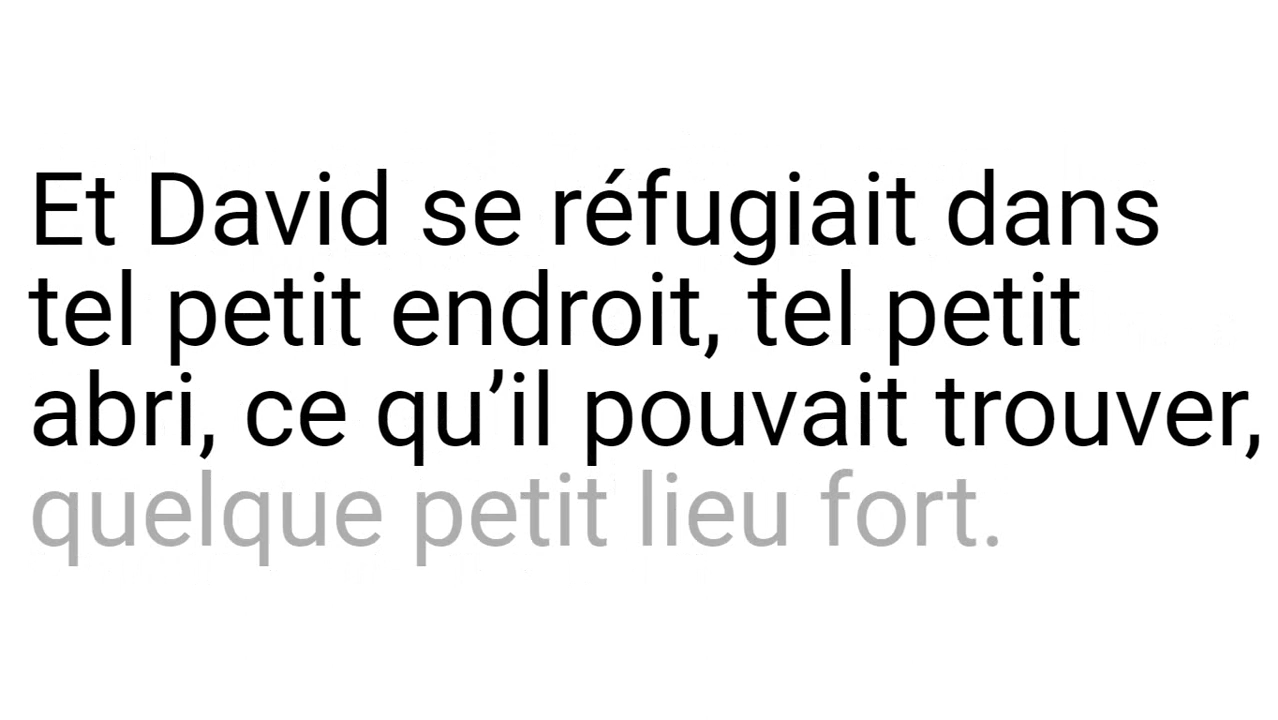 Et David se réfugiait dans
tel petit endroit, tel petit
abri, ce qu’il pouvait trouver,
quelque petit lieu fort.